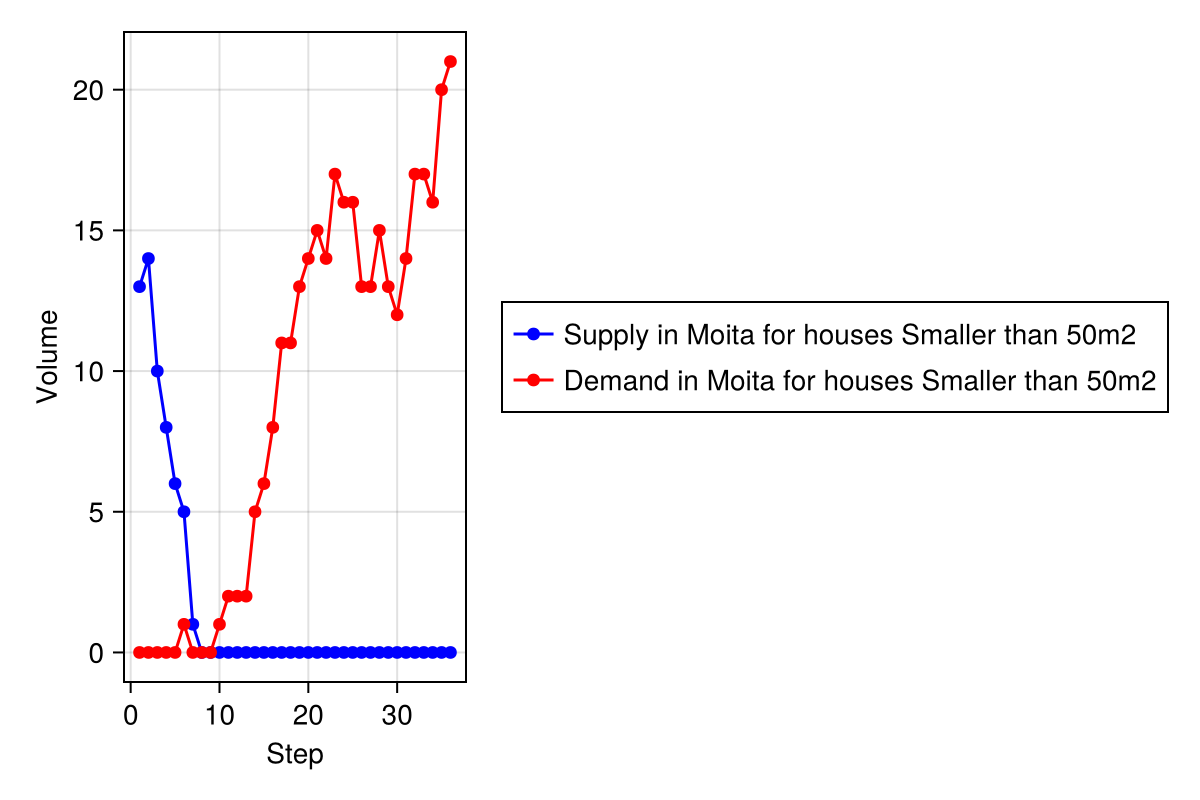 20
15
10
5
0
Volume
0 10 20 30
Step
Supply in Moita for houses Smaller than 50m2
Demand in Moita for houses Smaller than 50m2